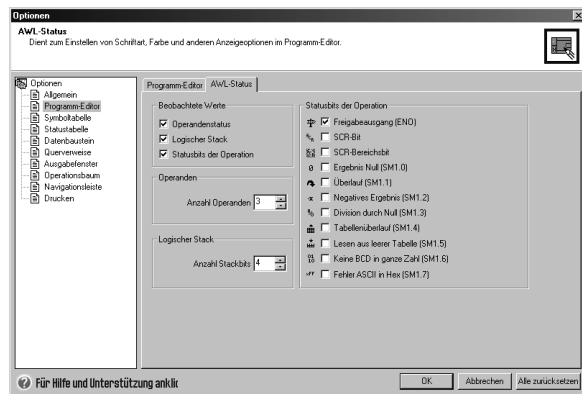 Optionen
AWL-Status
Dient zum Einstellen von Schriftart, Farbe und anderen Anzeigeoptionen im Programm-Editor.
Optionen
Allgemein
Programm-Editor
Symboltabelle
Statustabelle
Datenbaustein
Querverweise
Ausgabefenster
Operationsbaum
Navigationsleiste
Drucken
Programm-Editor
AWL-Status
Beobachtete Werte
Operandenstatus
Logischer Stack
Statusbits der Operation
Operanden
Anzahl Operanden 3
Logischer Stack
Anzahl Stackbits 4
Statusbits der Operation
Freigabeausgang (ENO)
SCR-Bit
SCR-Bereichsbit
Ergebnis Null (SM1.0)
Überlauf (SM1.1)
Negatives Ergebnis (SM1.2)
Division durch Null (SM1.3)
Tabellenüberlauf (SM1.4)
Lesen aus leerer Tabelle (SM1.5)
Keine BCD in ganze Zahl (SM1.6)
Fehler ASCII in Hex (SM1.7)
Für Hilfe und Unterstützung anklic
OK
Abbrechen
Alle zurücksetzen